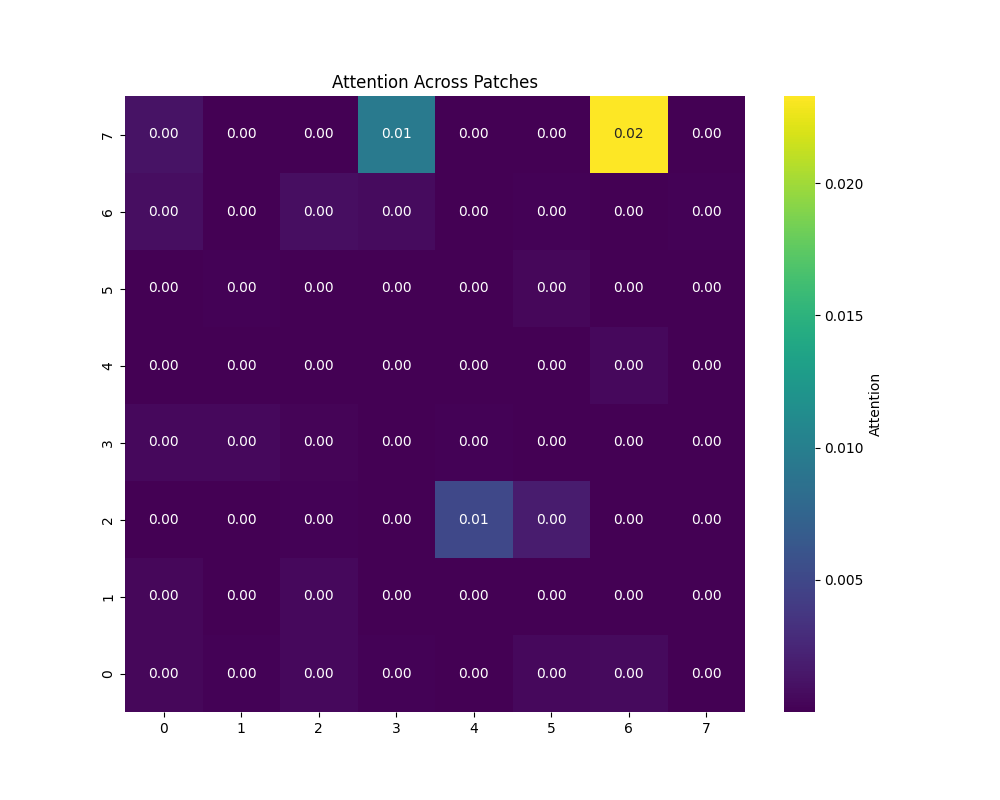 Attention Across Patches
7 0.00 0.00 0.00 0.01 0.00 0.00 0.02 0.00
6 0.00 0.00 0.00 0.00 0.00 0.00 0.00 0.00
5 0.00 0.00 0.00 0.00 0.00 0.00 0.00 0.00
4 0.00 0.00 0.00 0.00 0.00 0.00 0.00 0.00
3 0.00 0.00 0.00 0.00 0.00 0.00 0.00 0.00
2 0.00 0.00 0.00 0.00 0.01 0.00 0.00 0.00
1 0.00 0.00 0.00 0.00 0.00 0.00 0.00 0.00
0 0.00 0.00 0.00 0.00 0.00 0.00 0.00 0.00
0 1 2 3 4 5 6 7
0.020
0.015
0.010
0.005
Attention